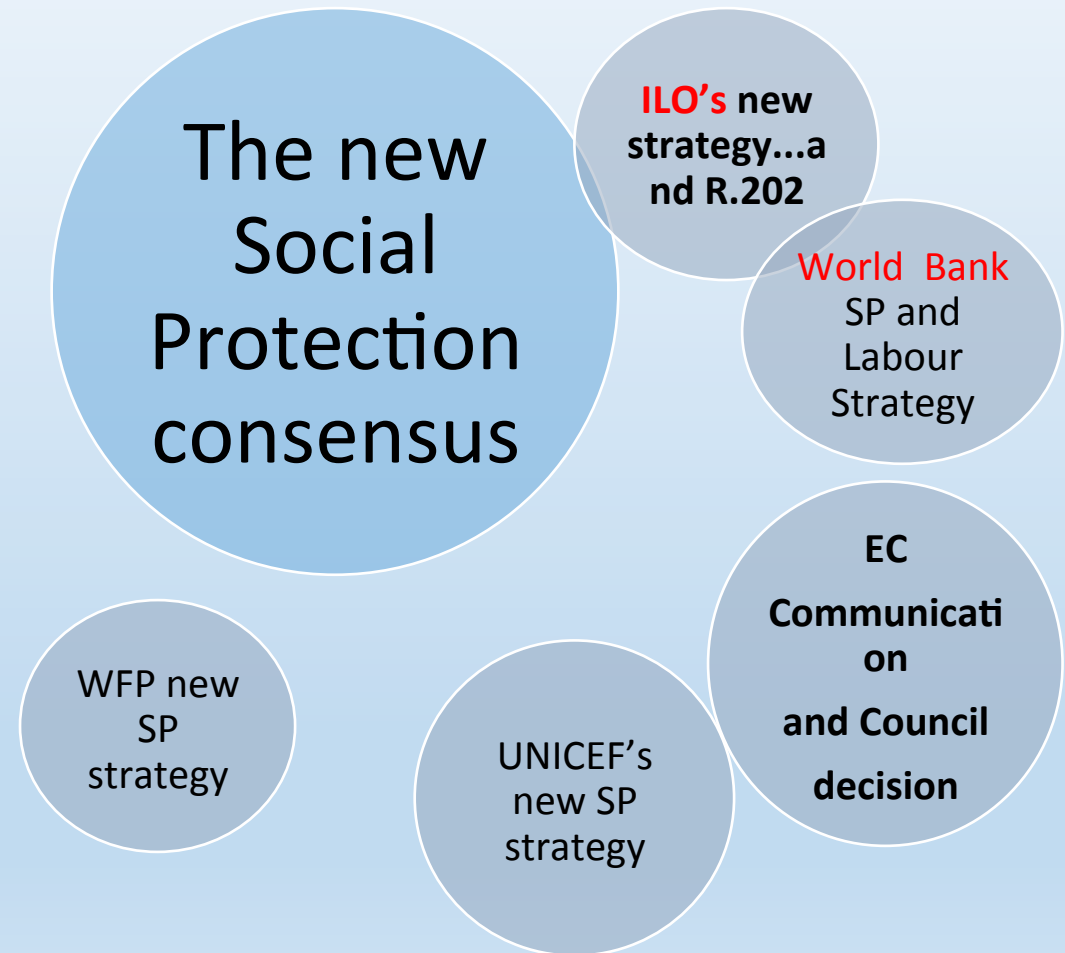 The new
Social
Protection
consensus
ILO's new
strategy...a
nd R.202
World Bank
SP and
Labour
Strategy
EC
Communicati
on
and Council
decision
UNICEF’s
new SP
strategy
WFP new
SP
strategy